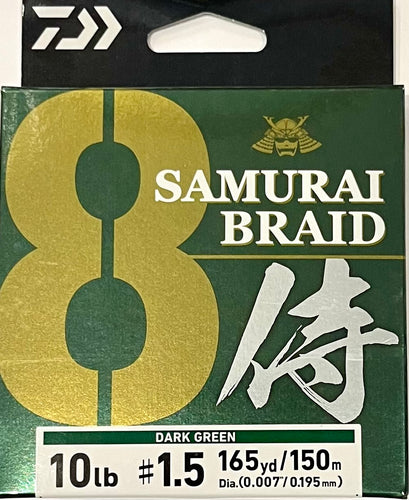 8
SAMURAI
BRAID
侍
DARK GREEN
10lb #1.5 165yd/150m
Dia.(0.007"/0.195mm)